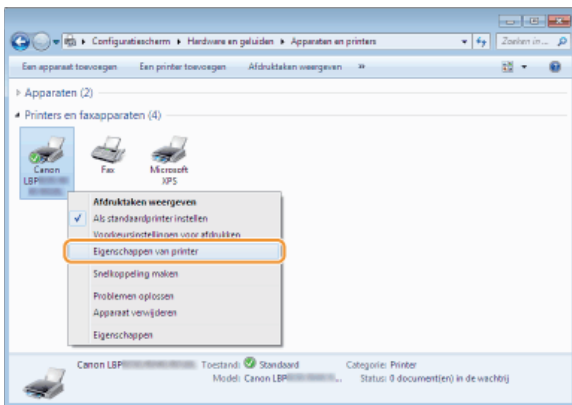 Configuratiescherm ▸ Hardware en geluiden ▸ Apparaten en printers
Zoeken in ...
Een apparaat toevoegen Een printer toevoegen Afdruktaken weergeven »
Apparaten (2)
Printers en faxapparaten (4)
Canon LBP
Fax
Microsoft XPS
Afdruktaken weergeven
Als standaardprinter instellen
Voorkeursinstellingen voor afdrukken
Eigenschappen van printer
Snelkoppeling maken
Problemen oplossen
Apparaat verwijderen
Eigenschappen
Canon LBP Toestand: Standaard Categorie: Printer
Model: Canon LBP ... Status: 0 document(en) in de wachtrij